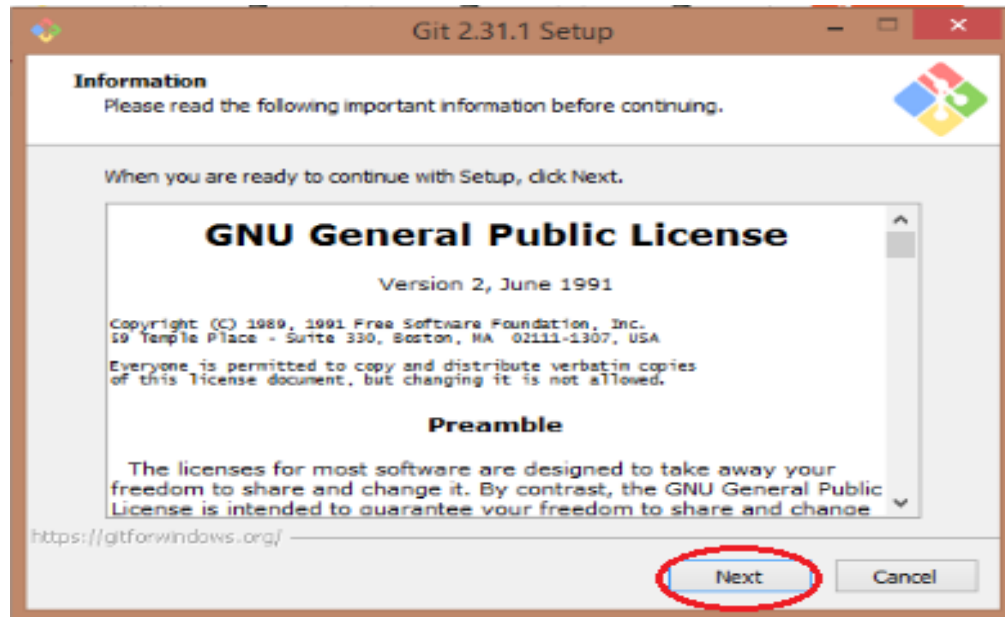 Git 2.31.1 Setup
Information
Please read the following important information before continuing.
When you are ready to continue with Setup, click Next.
GNU General Public License
Version 2, June 1991
Copyright (C) 1989, 1991 Free Software Foundation, Inc.
59 Temple Place - Suite 330, Boston, MA  02111-1307, USA
Everyone is permitted to copy and distribute verbatim copies
of this license document, but changing it is not allowed.
Preamble
The licenses for most software are designed to take away your
freedom to share and change it. By contrast, the GNU General Public
License is intended to guarantee your freedom to share and change
https://gitforwindows.org/
Next
Cancel